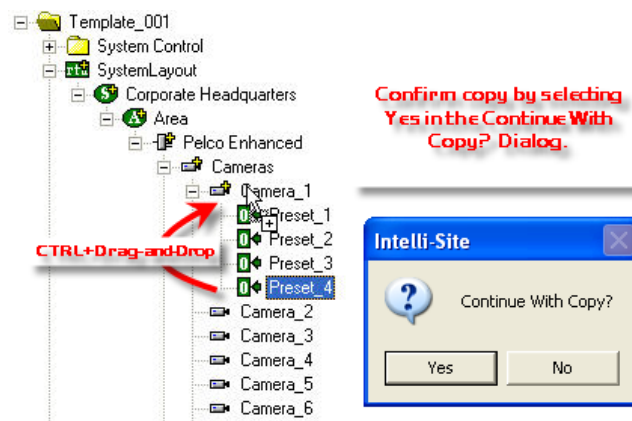 Template_001
System Control
rtu SystemLayout
S Corporate Headquarters
A Area
Pelco Enhanced
Cameras
Camera_1
Preset_1
Preset_2
Preset_3
Preset_4
Camera_2
Camera_3
Camera_4
Camera_5
Camera_6
CTRL+Drag-and-Drop
Confirm copy by selecting
Yes in the Continue With
Copy? Dialog.
Intelli-Site
Continue With Copy?
Yes
No